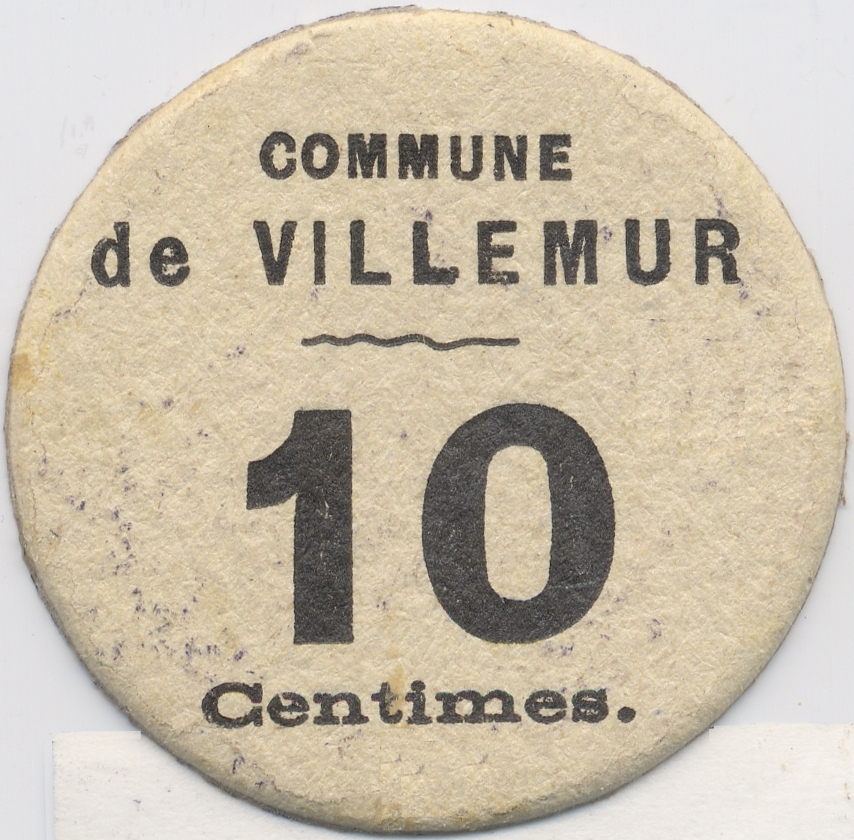 COMMUNE
de VILLEMUR
10
Centimes.